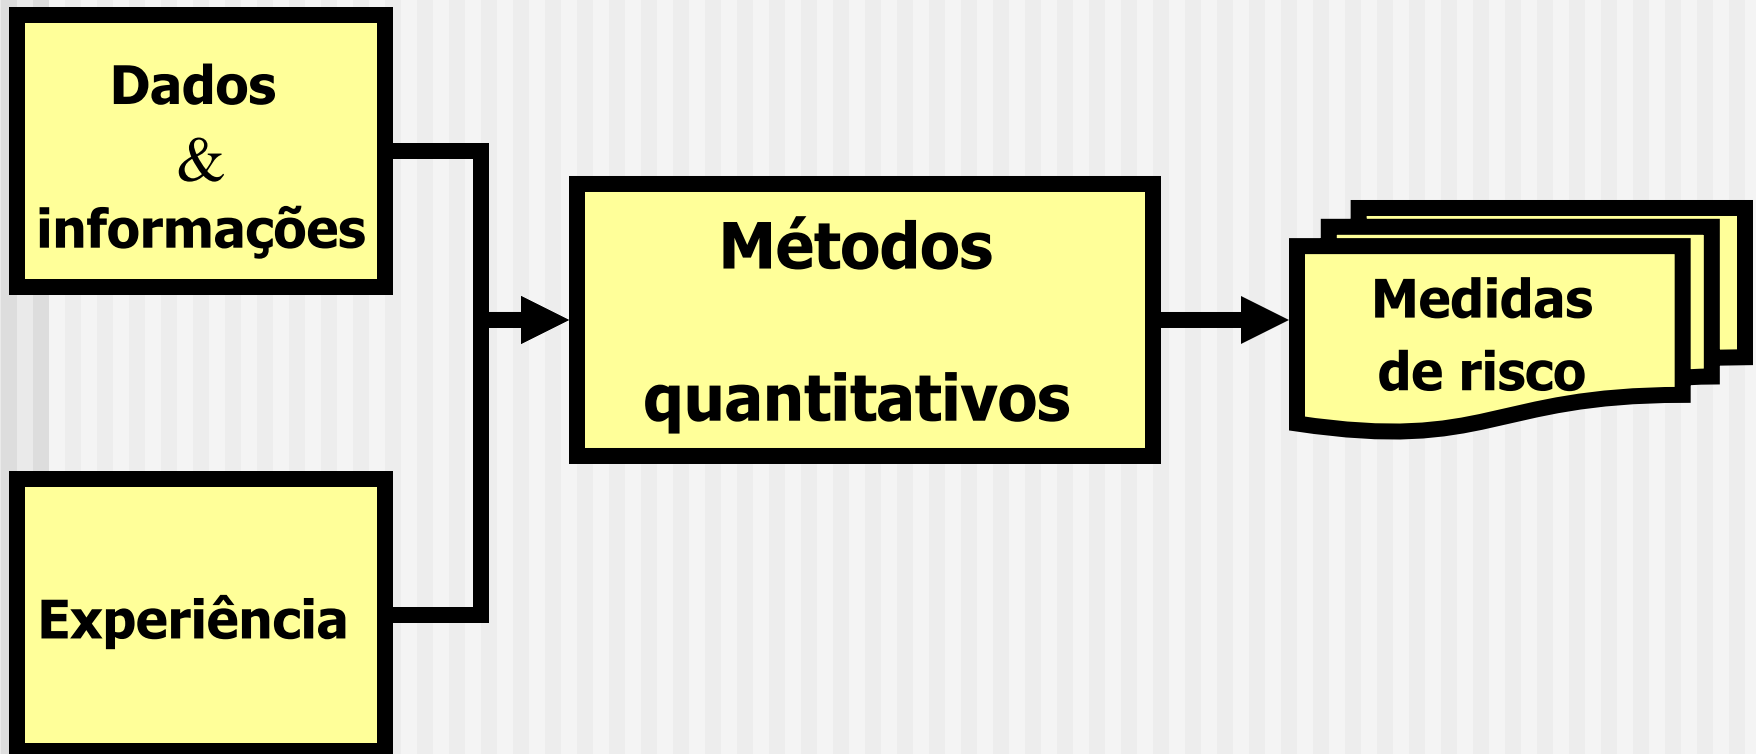 Dados
&
informações
Experiência
Métodos
quantitativos
Medidas
de risco